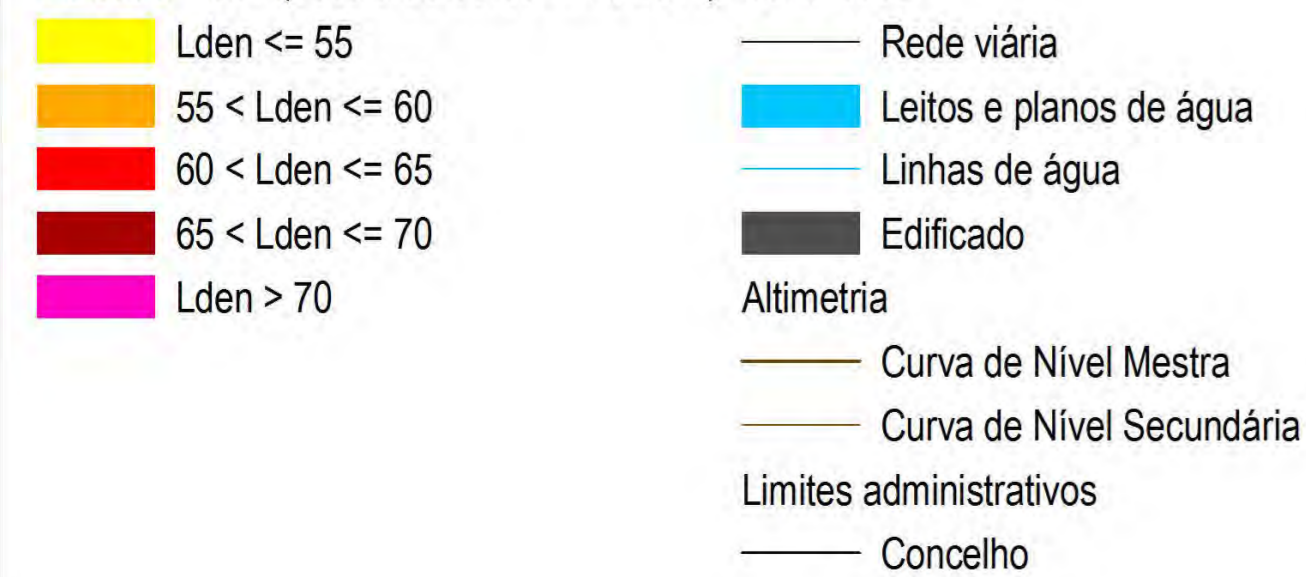 Lden <= 55
55 < Lden <= 60
60 < Lden <= 65
65 < Lden <= 70
Lden > 70
Rede viária
Leitos e planos de água
Linhas de água
Edificado
Altimetria
Curva de Nível Mestra
Curva de Nível Secundária
Limites administrativos
Concelho